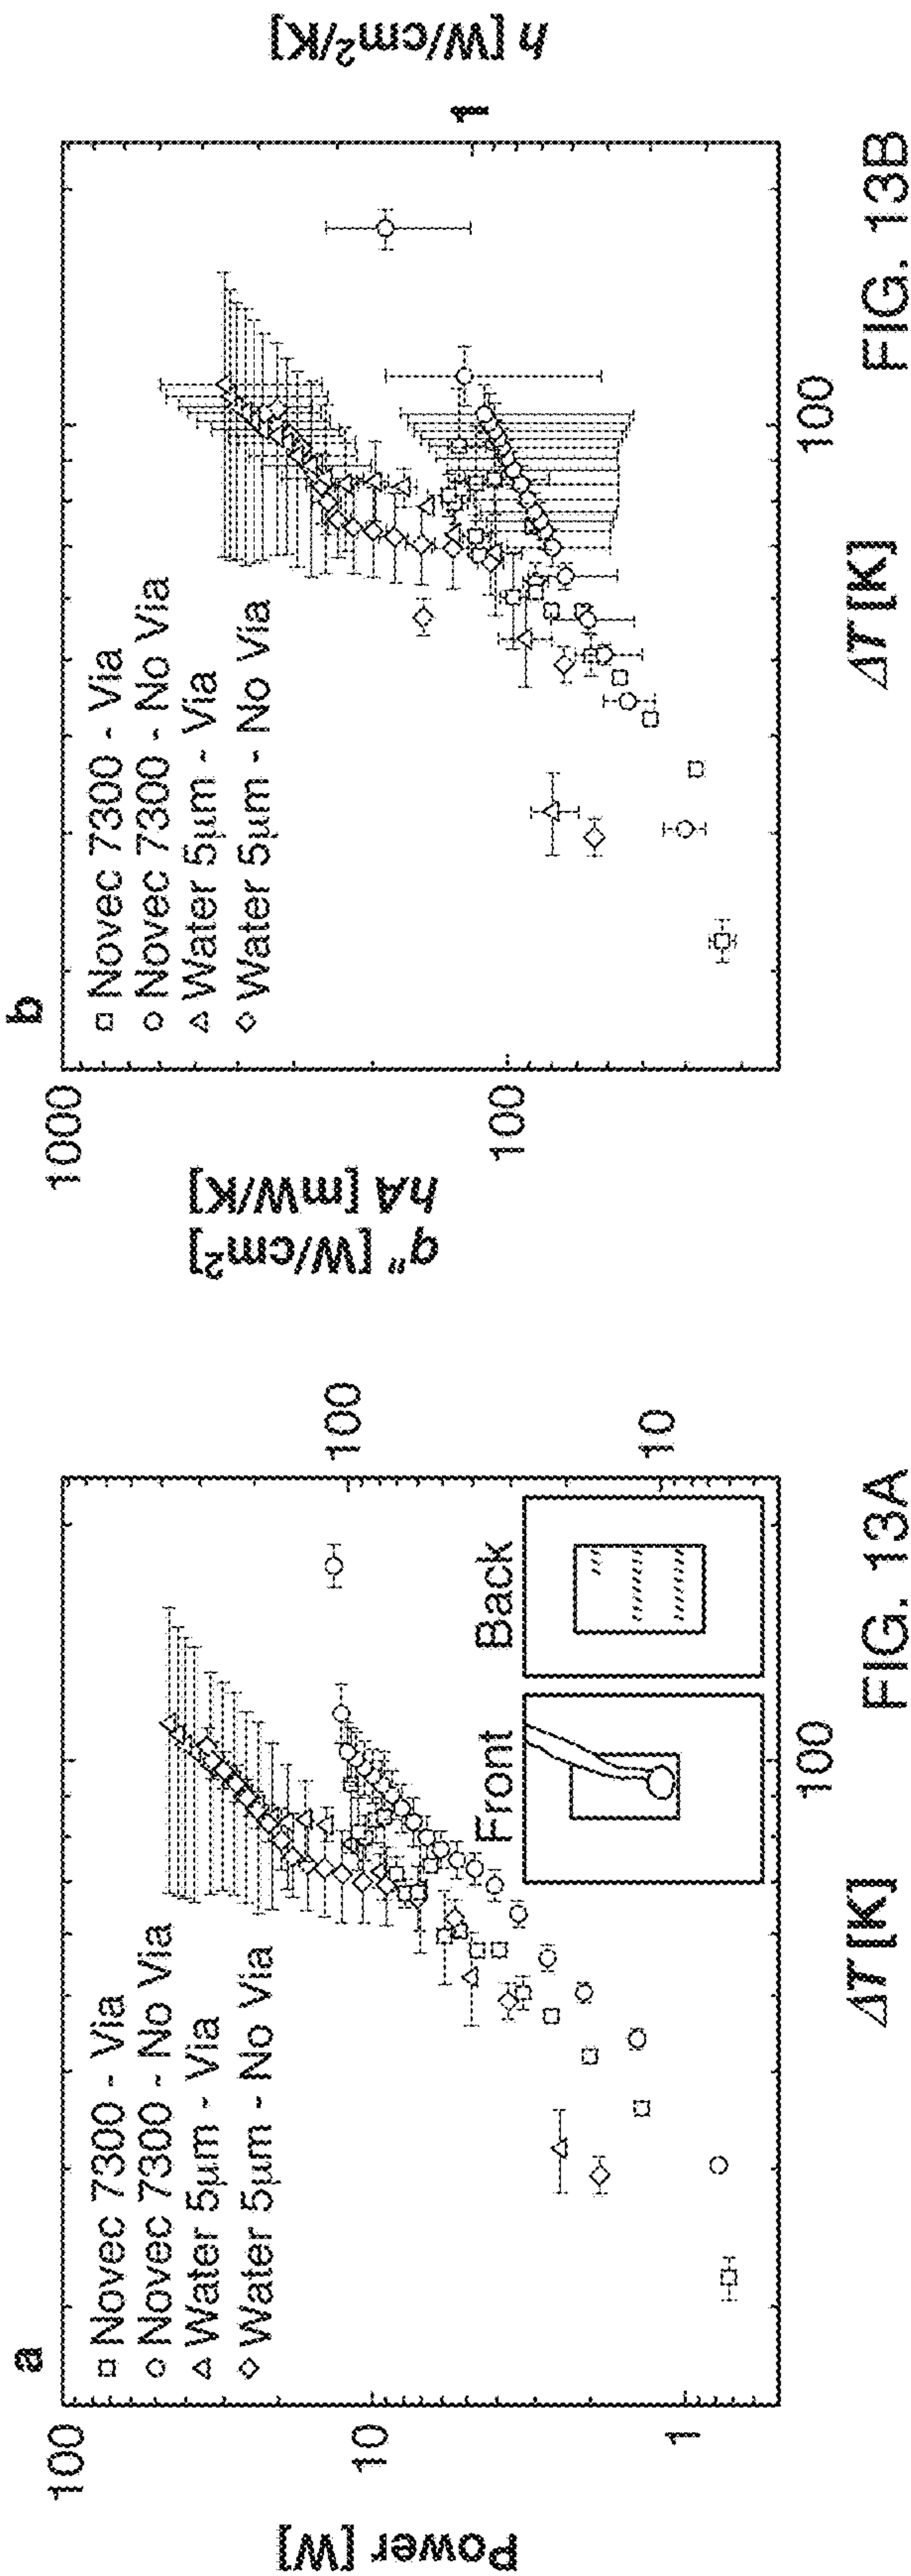 a
Novec 7300 - Via
Novec 7300 - No Via
Water 5µm - Via
Water 5µm - No Via
100
10
1
Power [W]
100
10
q" [W/cm²]
Front
Back
100
ΔT [K]
FIG. 13A
b
Novec 7300 - Via
Novec 7300 - No Via
Water 5µm - Via
Water 5µm - No Via
1000
100
hA [mW/K]
1
h [W/cm²/K]
100
ΔT [K]
FIG. 13B